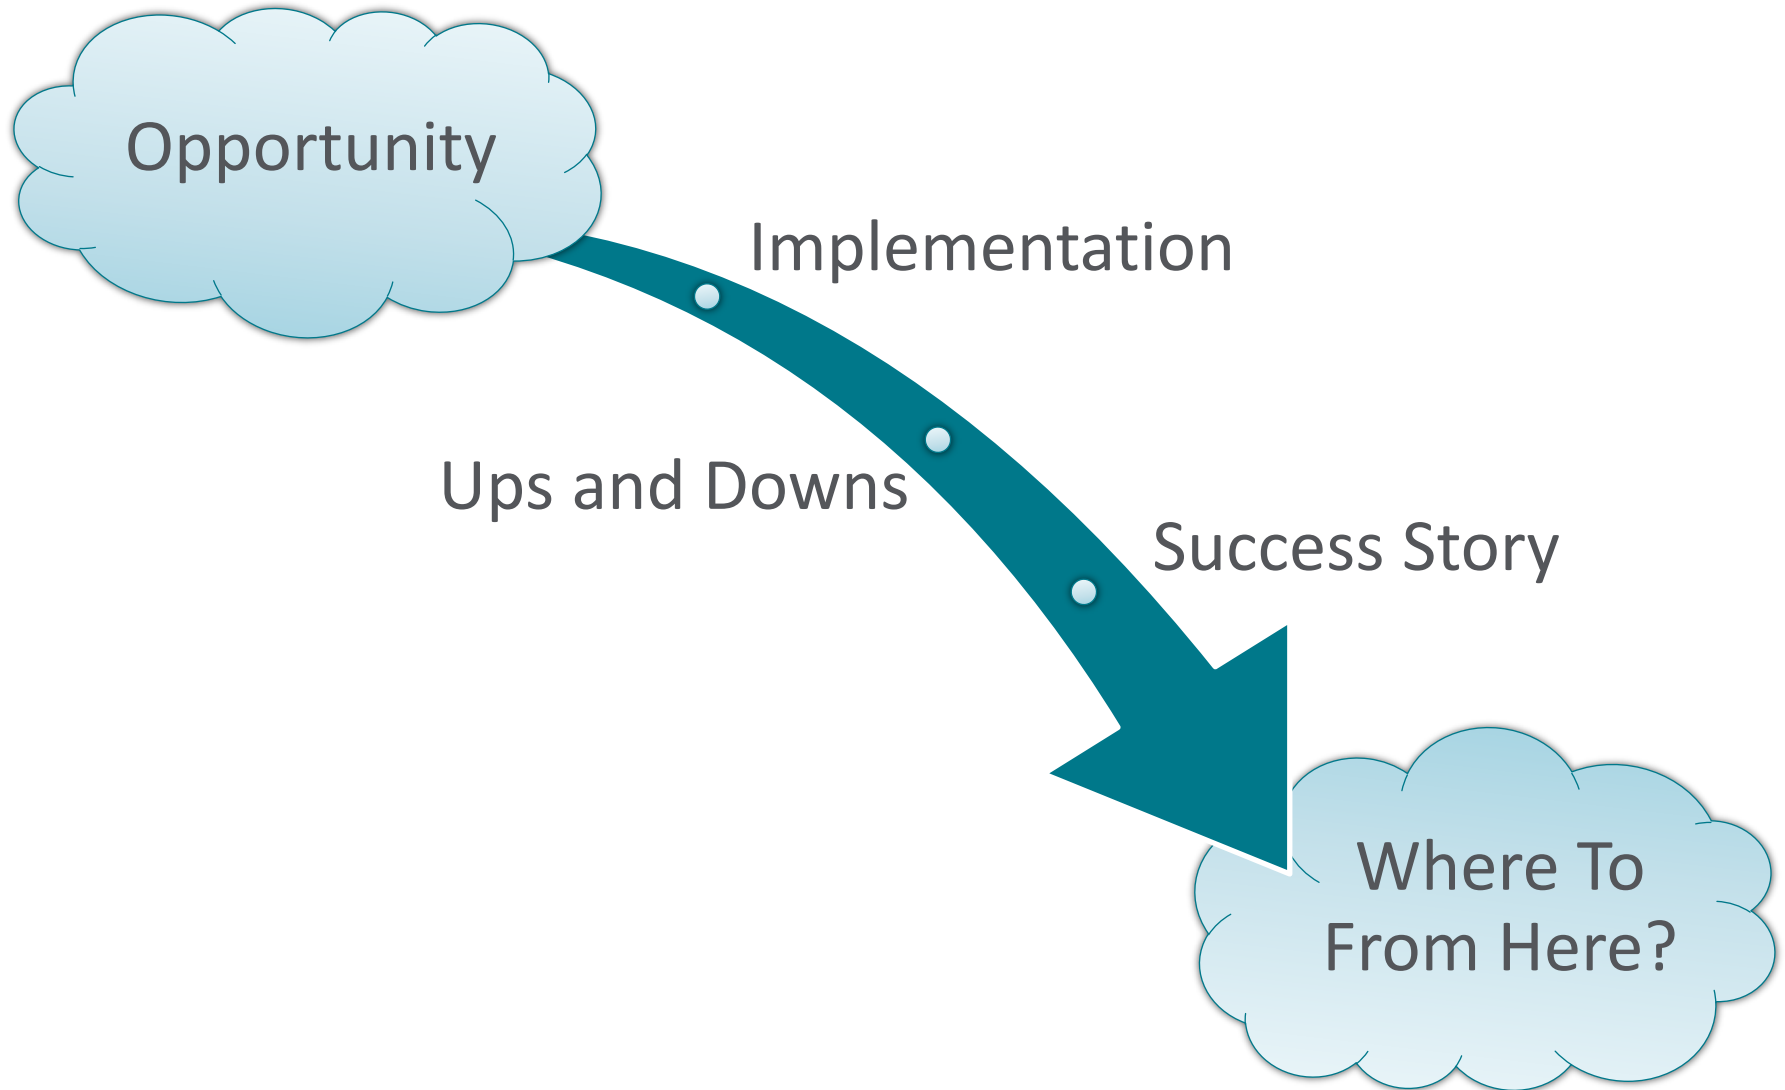 Opportunity
Implementation
Ups and Downs
Success Story
Where To
From Here?